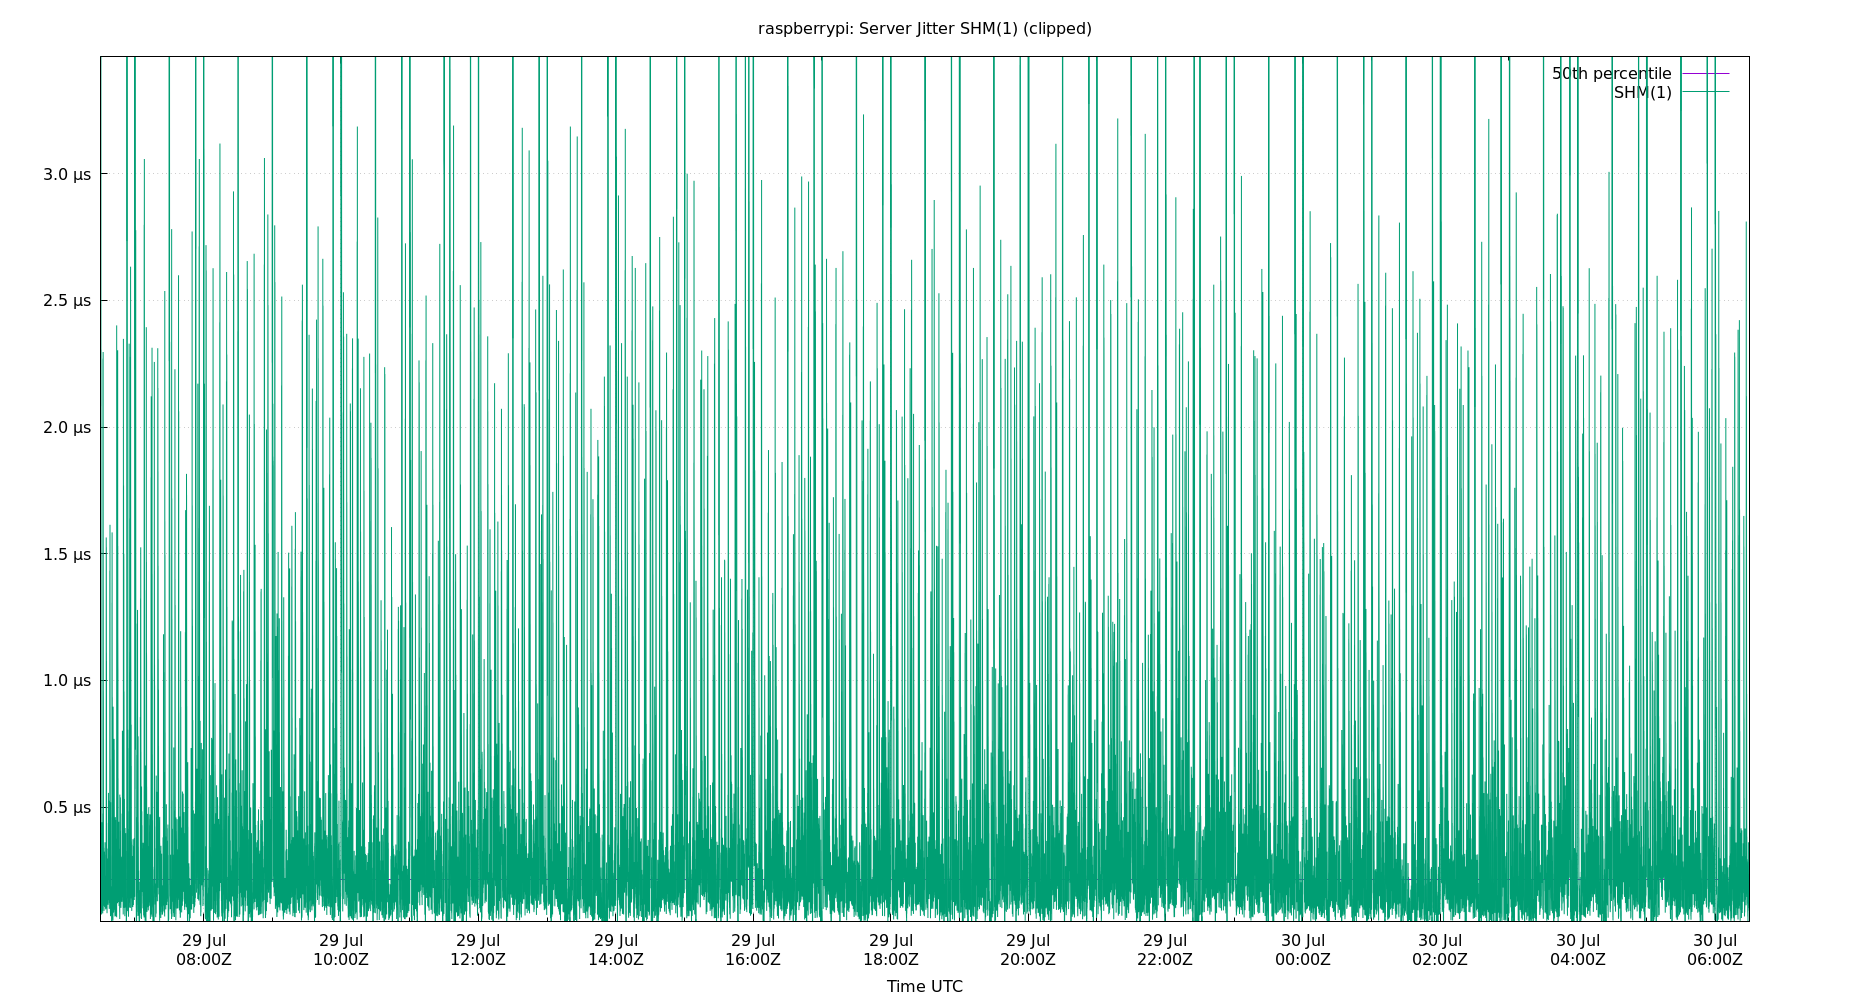 raspberrypi: Server Jitter SHM(1) (clipped)
50th percentile
SHM(1)
3.0 µs
2.5 µs
2.0 µs
1.5 µs
1.0 µs
0.5 µs
29 Jul 29 Jul 29 Jul 29 Jul 29 Jul 29 Jul 29 Jul 29 Jul 30 Jul 30 Jul 30 Jul 30 Jul
08:00Z 10:00Z 12:00Z 14:00Z 16:00Z 18:00Z 20:00Z 22:00Z 00:00Z 02:00Z 04:00Z 06:00Z
Time UTC